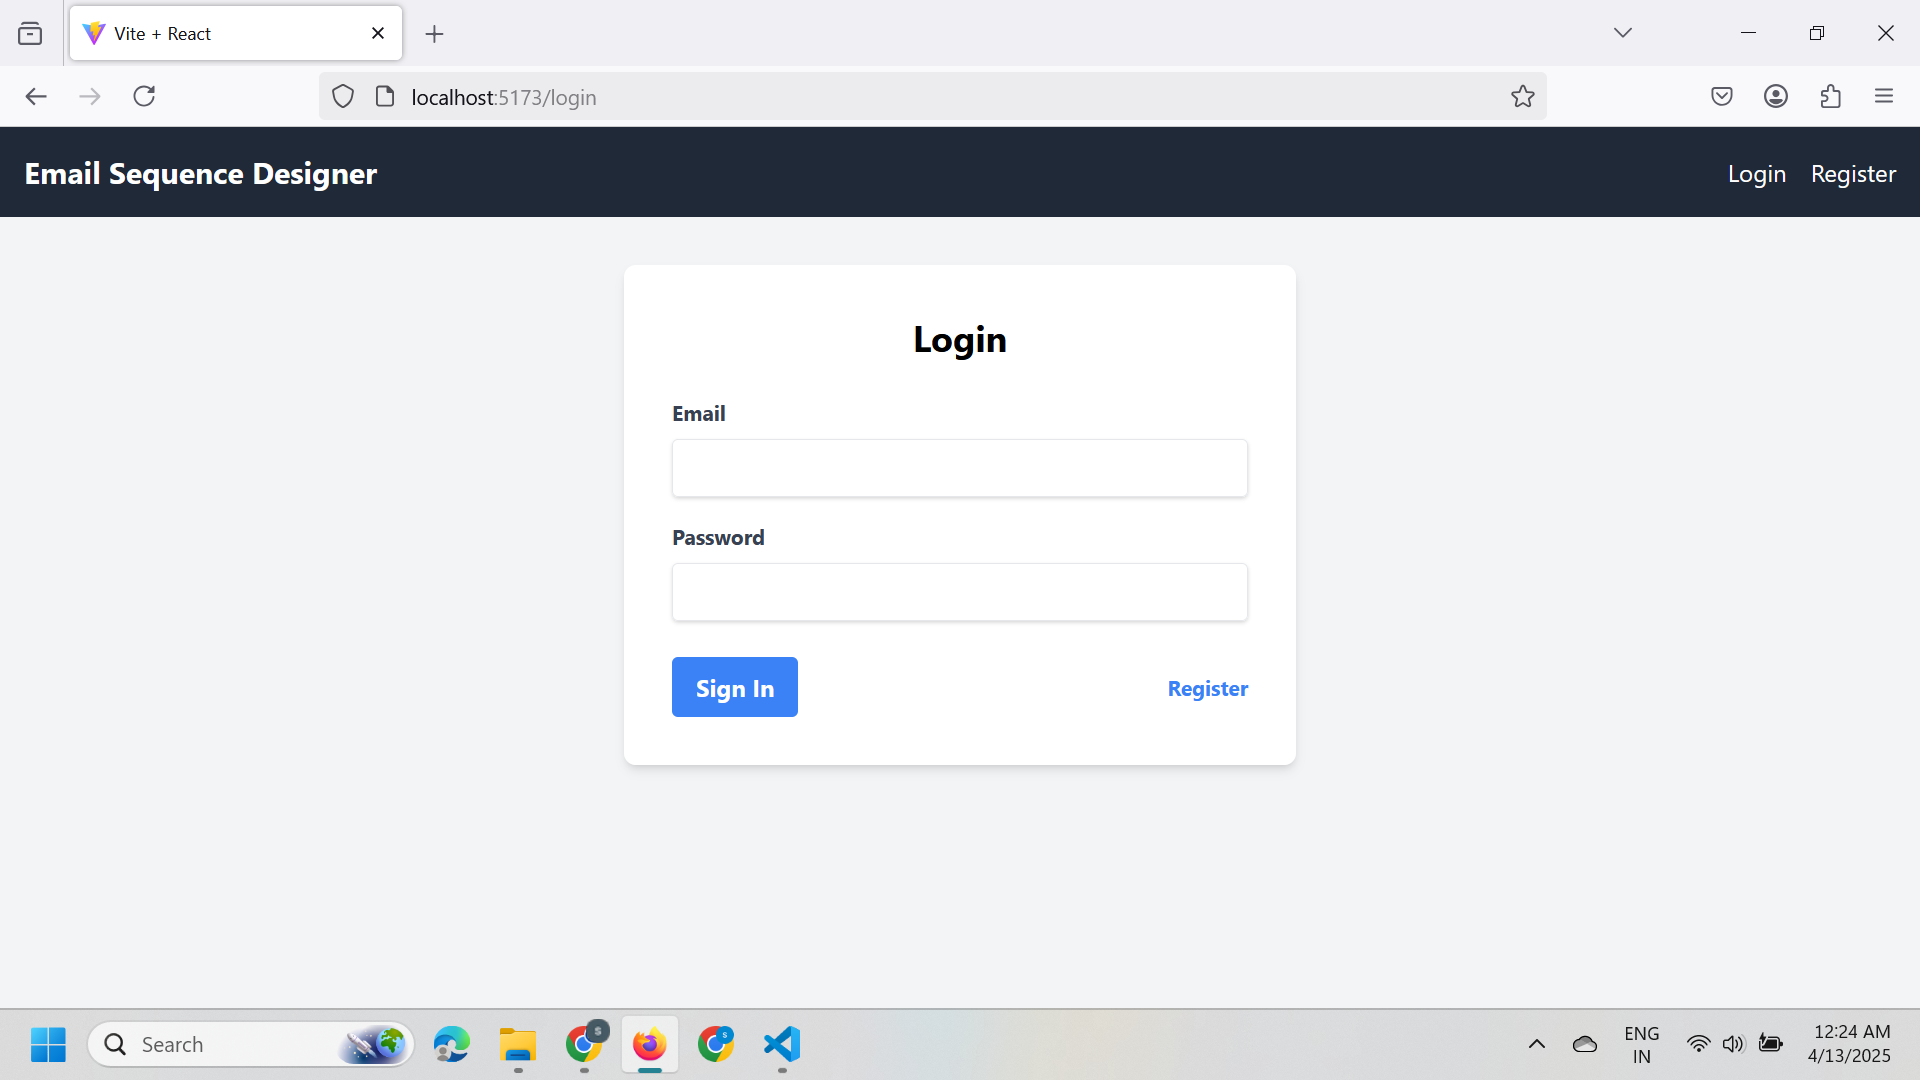 Vite + React
localhost:5173/login
Email Sequence Designer
Login
Register
Login
Email
Password
Sign In
Register
Search
S
S
ENG
IN
12:24 AM
4/13/2025